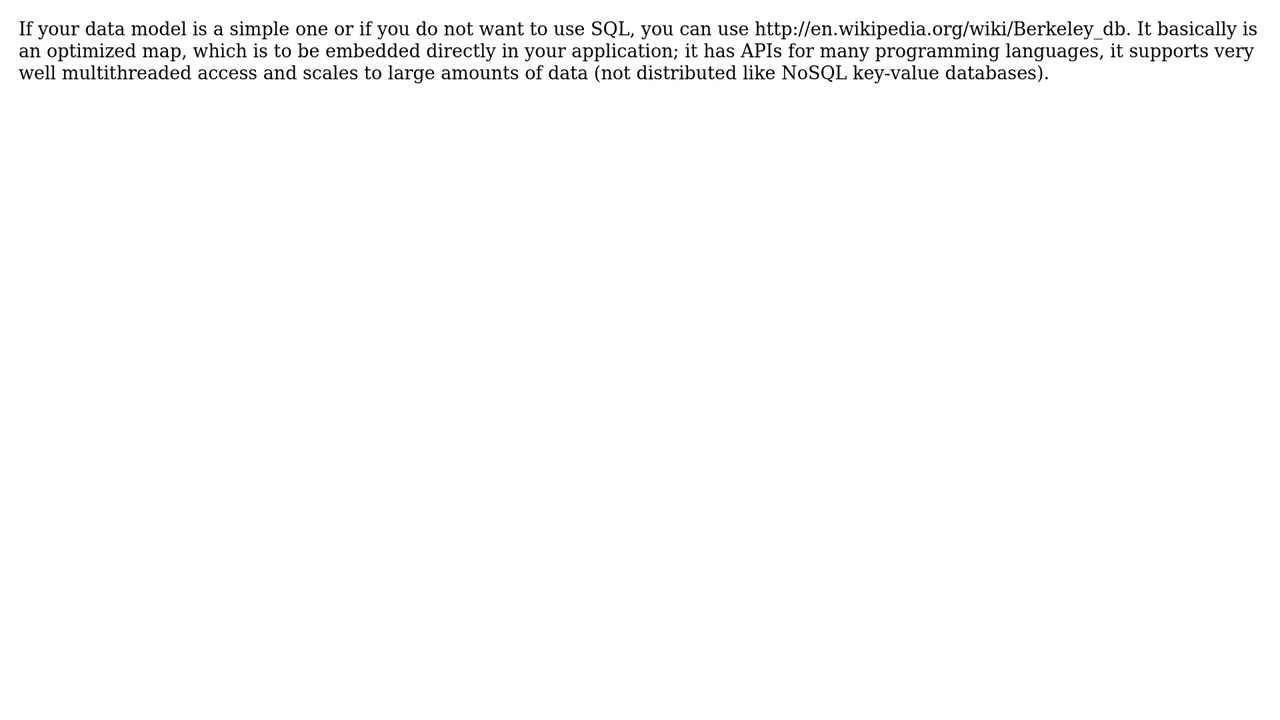 If your data model is a simple one or if you do not want to use SQL, you can use http://en.wikipedia.org/wiki/Berkeley_db. It basically is
an optimized map, which is to be embedded directly in your application; it has APIs for many programming languages, it supports very
well multithreaded access and scales to large amounts of data (not distributed like NoSQL key-value databases).